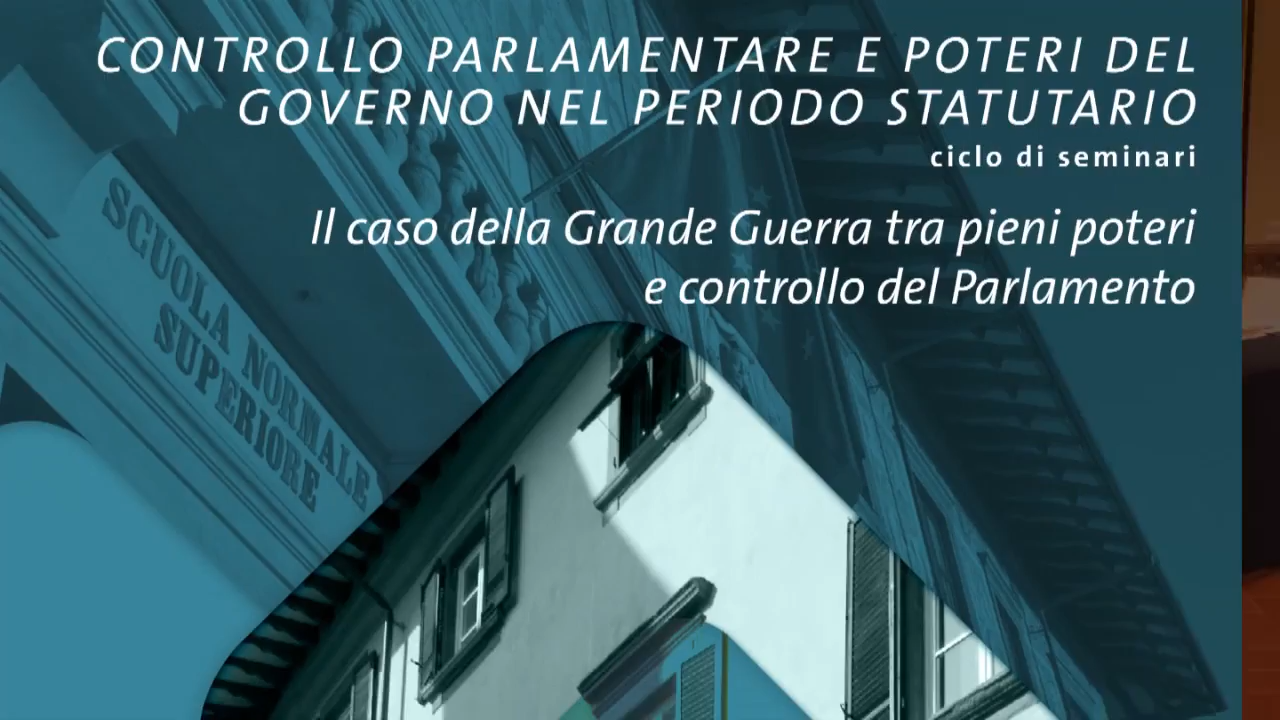 CONTROLLO PARLAMENTARE E POTERI DEL
GOVERNO NEL PERIODO STATUTARIO
ciclo di seminari
Il caso della Grande Guerra tra pieni poteri
e controllo del Parlamento
SCUOLA NORMALE
SUPERIORE